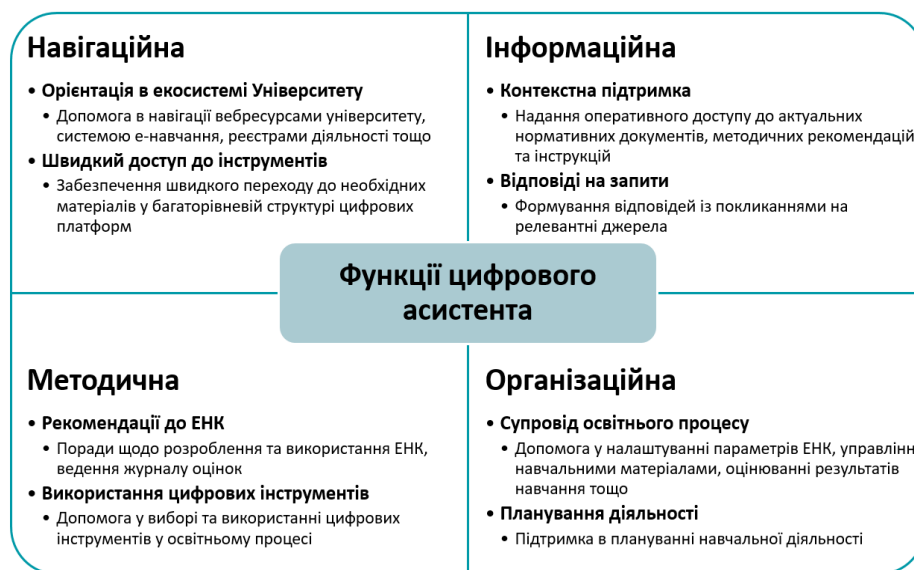 Навігаційна
• Орієнтація в екосистемі Університету
• Допомога в навігації вебресурсами університету,
системою е-навчання, реєстрами діяльності тощо
• Швидкий доступ до інструментів
• Забезпечення швидкого переходу до необхідних
матеріалів у багаторівневій структурі цифрових
платформ
Інформаційна
• Контекстна підтримка
• Надання оперативного доступу до актуальних
нормативних документів, методичних рекомендацій
та інструкцій
• Відповіді на запити
• Формування відповідей із покликаннями на
релевантні джерела
Функції цифрового
асистента
Методична
• Рекомендації до ЕНК
• Поради щодо розроблення та використання ЕНК,
ведення журналу оцінок
• Використання цифрових інструментів
• Допомога у виборі та використанні цифрових
інструментів у освітньому процесі
Організаційна
• Супровід освітнього процесу
• Допомога у налаштуванні параметрів ЕНК, управлінн
навчальними матеріалами, оцінюванні результатів
навчання тощо
• Планування діяльності
• Підтримка в плануванні навчальної діяльності